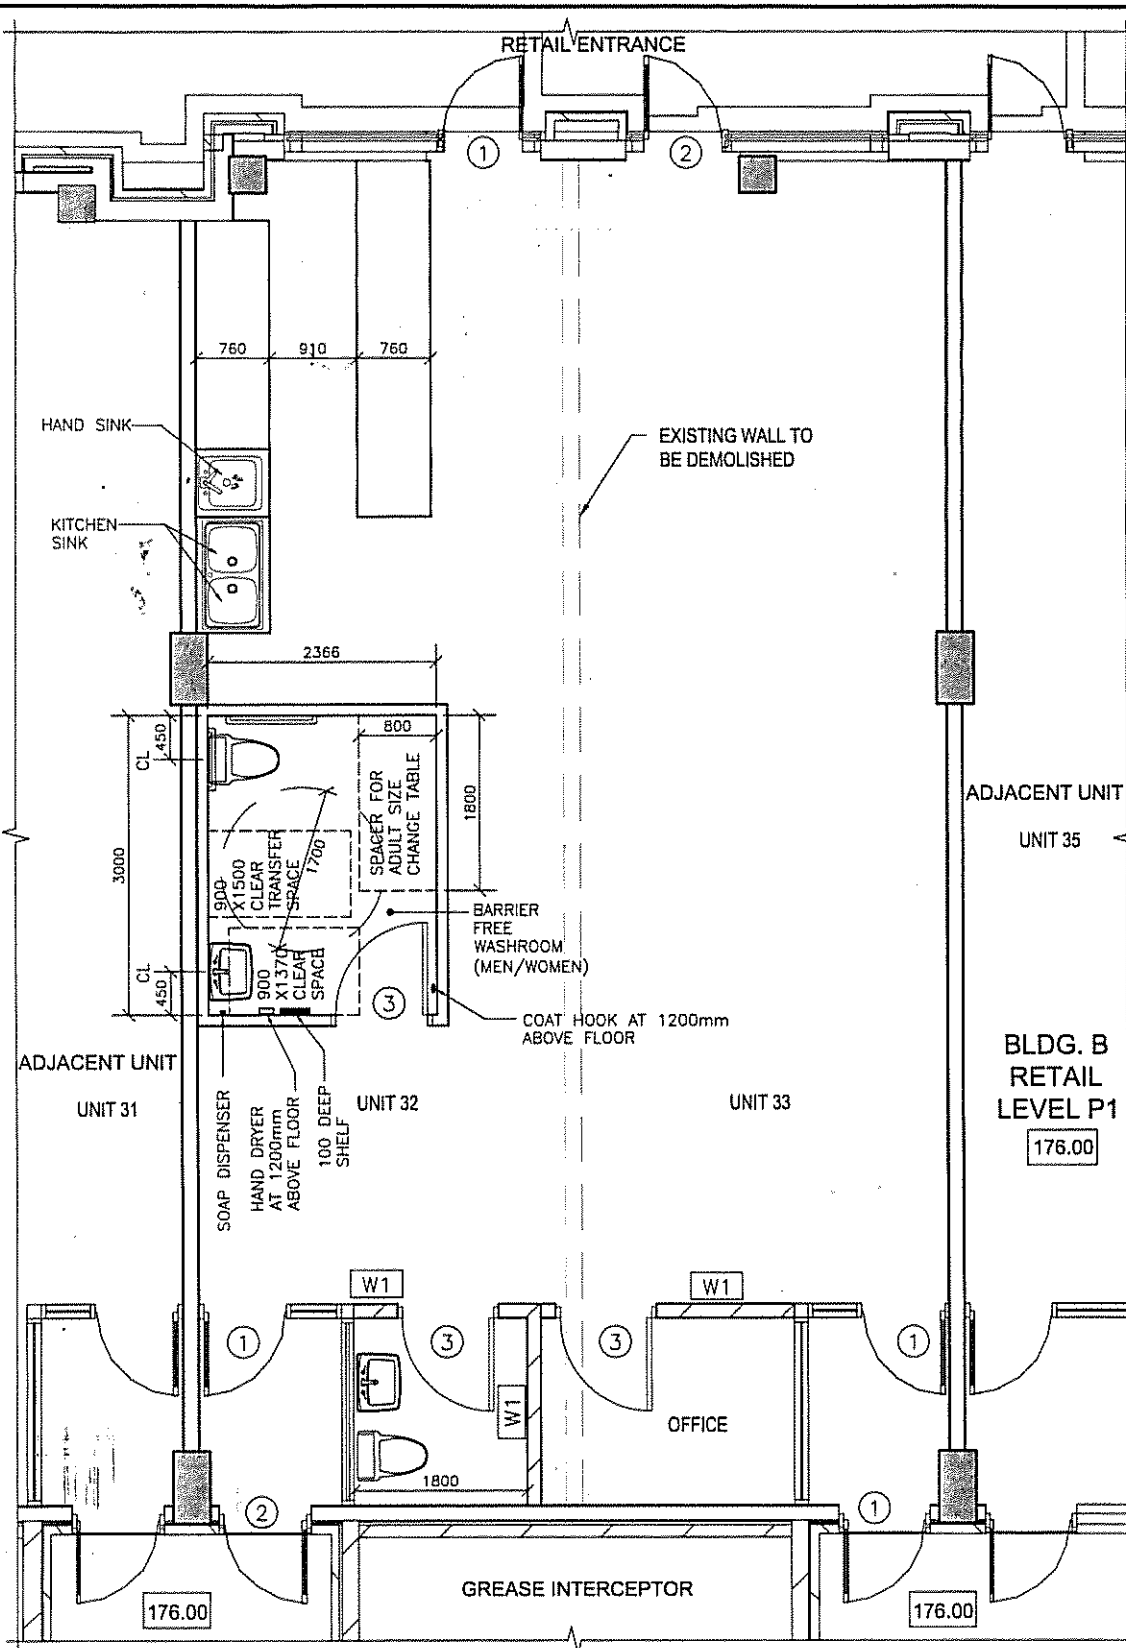 RETAIL ENTRANCE
1
2
760
910
760
HAND SINK
EXISTING WALL TO
BE DEMOLISHED
KITCHEN
SINK
2366
450
CL
800
SPACER FOR
ADULT SIZE
CHANGE TABLE
1800
ADJACENT UNIT
UNIT 35
3000
900
X1500
CLEAR
TRANSFER
SPACE
1700
BARRIER
FREE
WASHROOM
(MEN/WOMEN)
CL
450
900
X1370
CLEAR
SPACE
3
COAT HOOK AT 1200mm
ABOVE FLOOR
ADJACENT UNIT
UNIT 31
SOAP DISPENSER
HAND DRYER
AT 1200mm
ABOVE FLOOR
100 DEEP
SHELF
UNIT 32
UNIT 33
BLDG. B
RETAIL
LEVEL P1
176.00
W1
W1
1
3
3
1
W1
OFFICE
1800
2
1
GREASE INTERCEPTOR
176.00
176.00